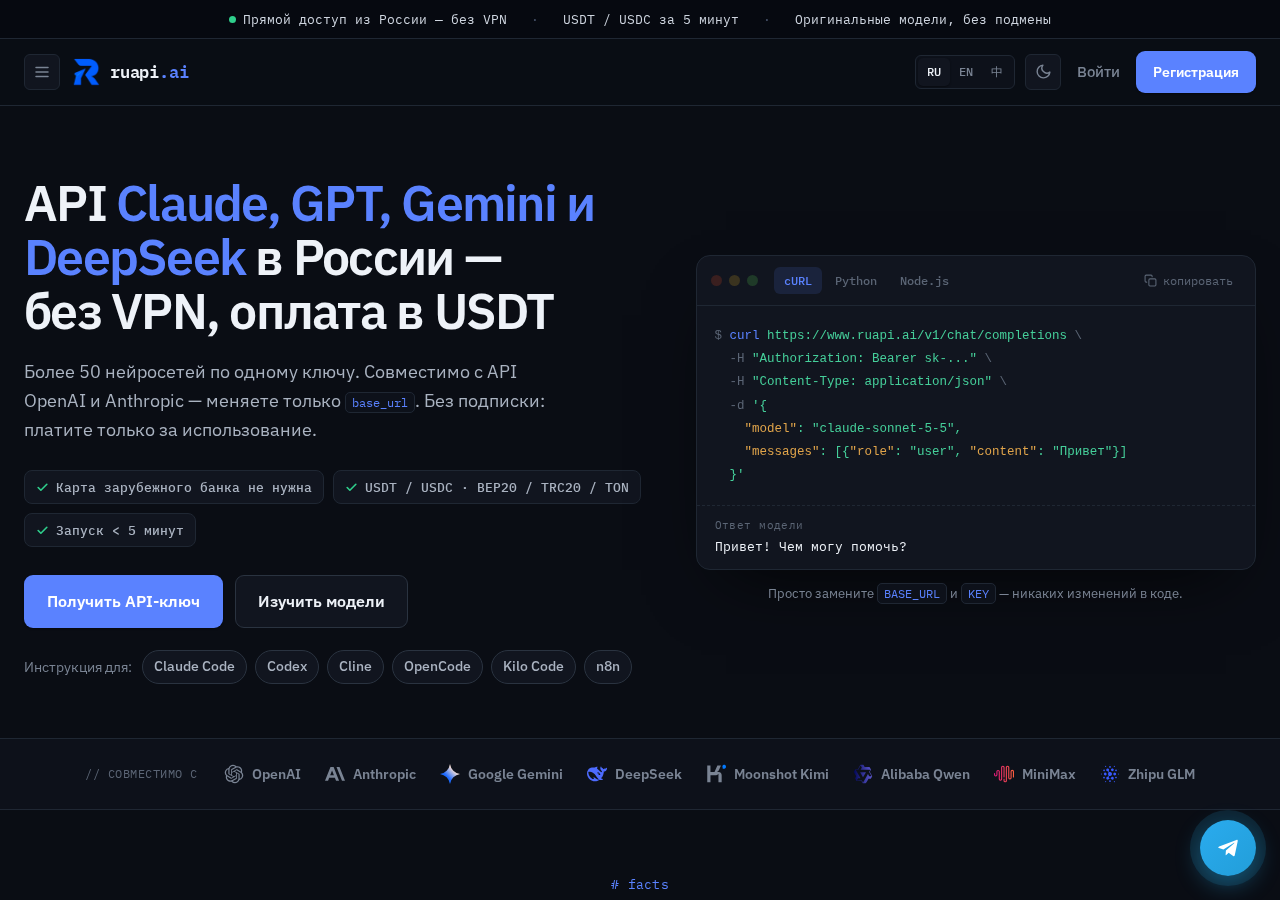 Прямой доступ из России — без VPN · USDT / USDC за 5 минут · Оригинальные модели, без подмены
ruapi.ai
RU EN 中
Войти
Регистрация
API Claude, GPT, Gemini и
DeepSeek в России —
без VPN, оплата в USDT
Более 50 нейросетей по одному ключу. Совместимо с API
OpenAI и Anthropic — меняете только base_url. Без подписки:
платите только за использование.
Карта зарубежного банка не нужна
USDT / USDC · BEP20 / TRC20 / TON
Запуск < 5 минут
Получить API-ключ
Изучить модели
Инструкция для: Claude Code Codex Cline OpenCode Kilo Code n8n
cURL Python Node.js копировать
$ curl https://www.ruapi.ai/v1/chat/completions \
-H "Authorization: Bearer sk-..." \
-H "Content-Type: application/json" \
-d '{
"model": "claude-sonnet-5-5",
"messages": [{"role": "user", "content": "Привет"}]
}'
Ответ модели
Привет! Чем могу помочь?
Просто замените BASE_URL и KEY — никаких изменений в коде.
// СОВМЕСТИМО С OpenAI Anthropic Google Gemini DeepSeek Moonshot Kimi Alibaba Qwen MiniMax Zhipu GLM
# facts